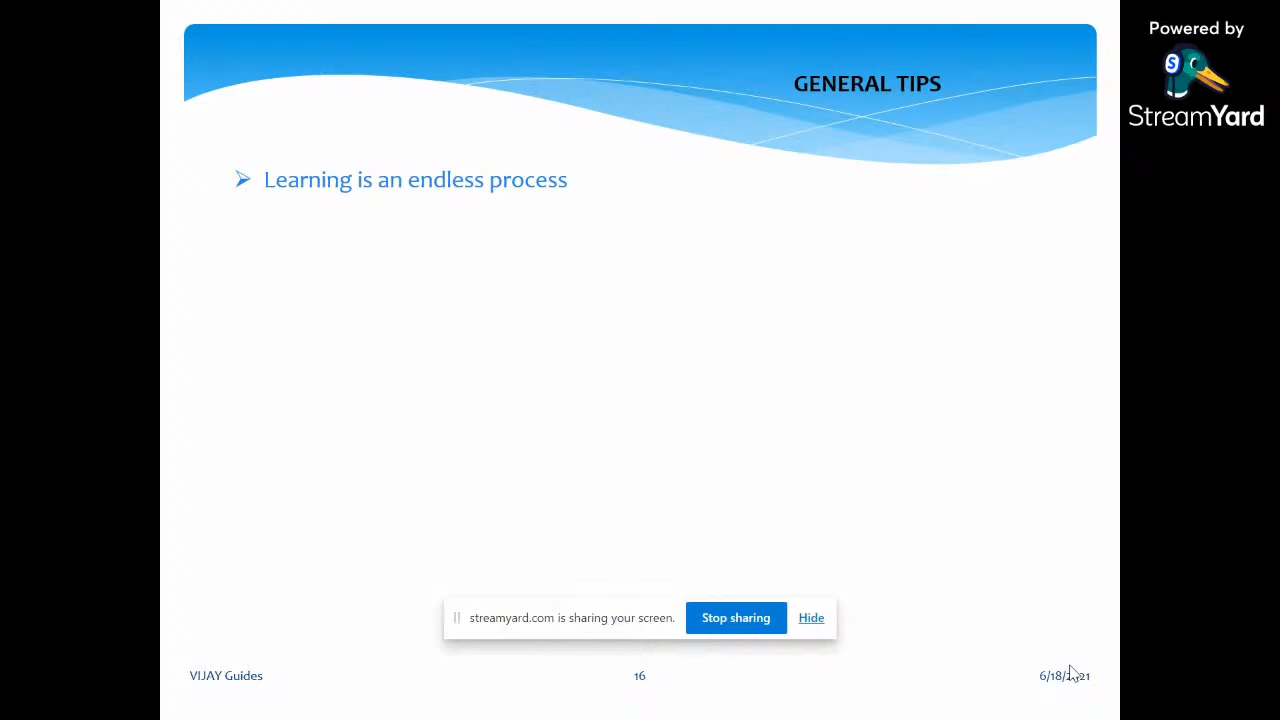 Powered by
StreamYard
GENERAL TIPS
Learning is an endless process
streamyard.com is sharing your screen.
Stop sharing
Hide
VIJAY Guides
16